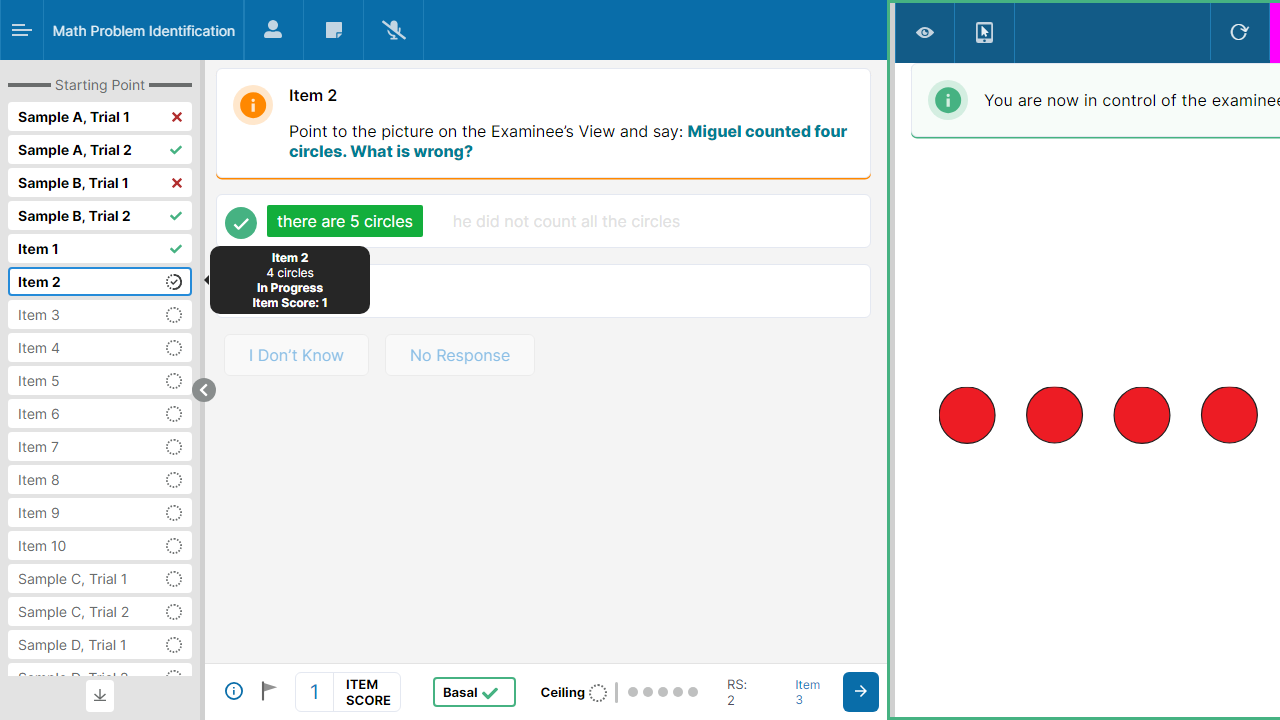 Math Problem Identification
Starting Point
Sample A, Trial 1
Sample A, Trial 2
Sample B, Trial 1
Sample B, Trial 2
Item 1
Item 2
Item 3
Item 4
Item 5
Item 6
Item 7
Item 8
Item 9
Item 10
Sample C, Trial 1
Sample C, Trial 2
Sample D, Trial 1
Item 2
Point to the picture on the Examinee's View and say: Miguel counted four
circles. What is wrong?
there are 5 circles
he did not count all the circles
Item 2
4 circles
In Progress
Item Score: 1
I Don't Know
No Response
1
ITEM
SCORE
Basal
Ceiling
RS:
2
Item
3
You are now in control of the examinee